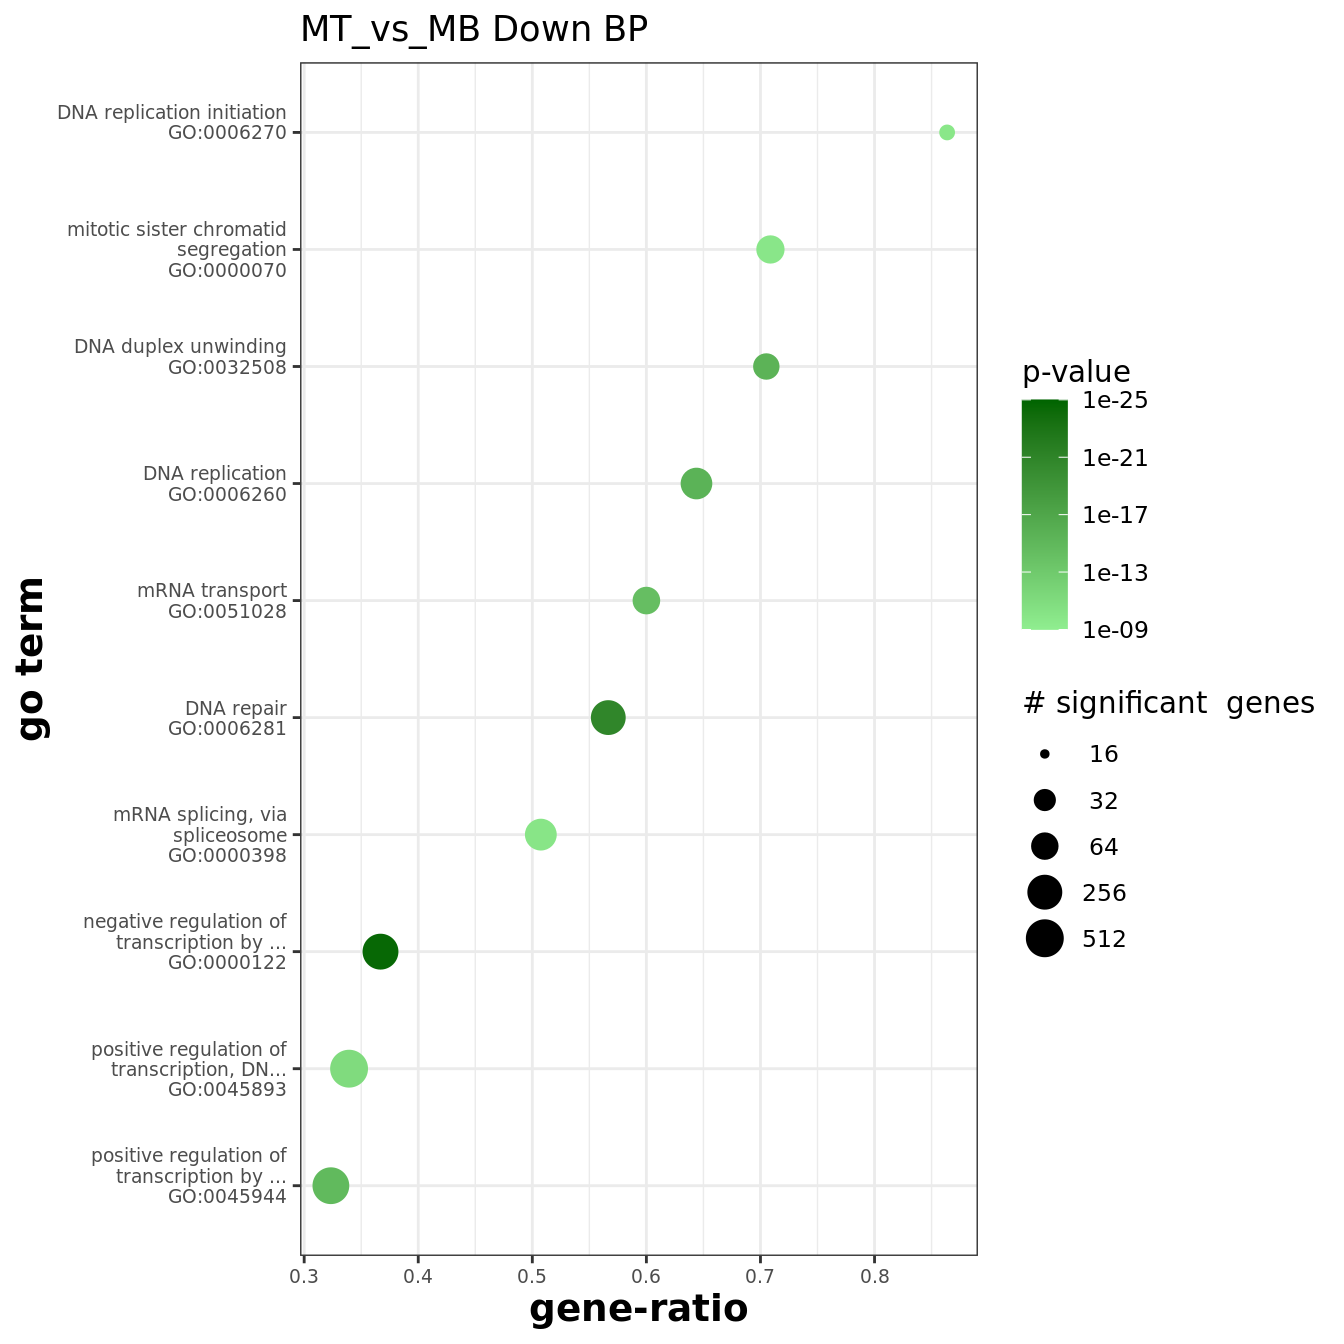 MT_vs_MB Down BP
DNA replication initiation
GO:0006270
mitotic sister chromatid
segregation
GO:0000070
DNA duplex unwinding
GO:0032508
DNA replication
GO:0006260
mRNA transport
GO:0051028
DNA repair
GO:0006281
mRNA splicing, via
spliceosome
GO:0000398
negative regulation of
transcription by ...
GO:0000122
positive regulation of
transcription, DN...
GO:0045893
positive regulation of
transcription by ...
GO:0045944
go term
0.3 0.4 0.5 0.6 0.7 0.8
gene-ratio
p-value
1e-25
1e-21
1e-17
1e-13
1e-09
# significant  genes
16
32
64
256
512